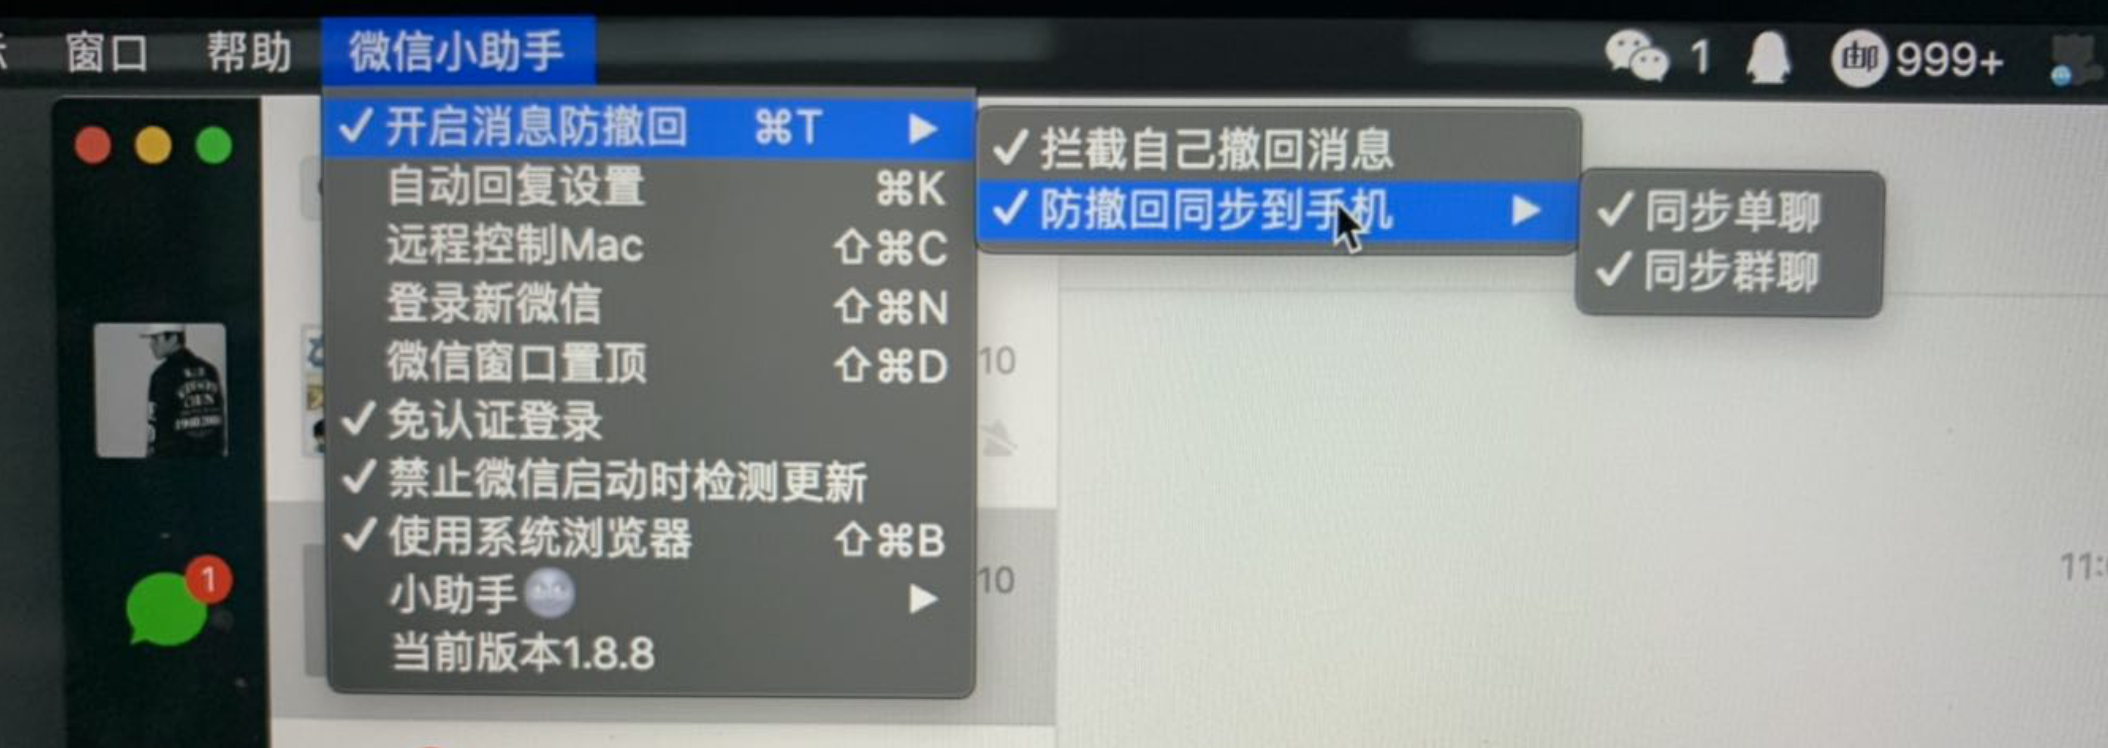 窗口 帮助 微信小助手 1 邮 999+
✓ 开启消息防撤回 ⌘T ▶
自动回复设置 ⌘K
远程控制Mac ⇧⌘C
登录新微信 ⇧⌘N
微信窗口置顶 ⇧⌘D
✓ 免认证登录
✓ 禁止微信启动时检测更新
✓ 使用系统浏览器 ⇧⌘B
小助手🌚 ▶
当前版本1.8.8
✓ 拦截自己撤回消息
✓ 防撤回同步到手机 ▶
✓ 同步单聊
✓ 同步群聊
10
10
1
11: